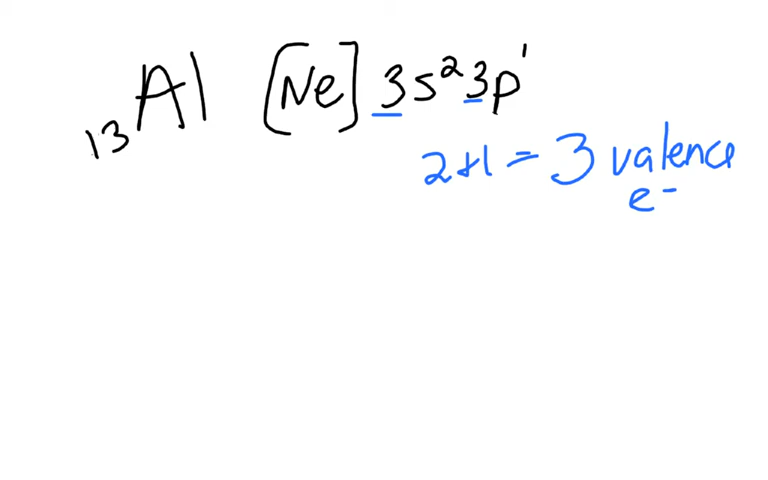 ₁₃Al [Ne] 3s²3p¹
2+1 = 3 valence
e⁻